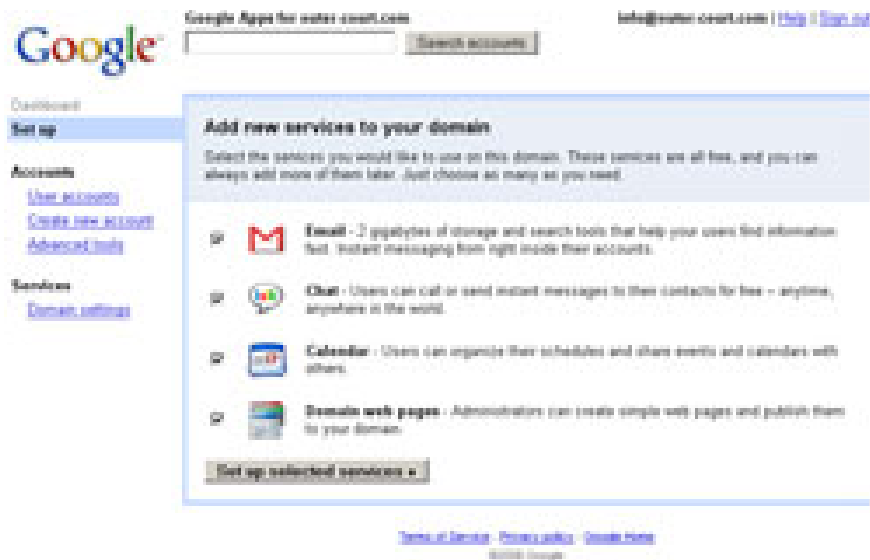 Google
Google Apps for outer-court.com
Search accounts
info@outer-court.com | Help | Sign out
Dashboard
Set up
Accounts
User accounts
Create new account
Advanced tools
Services
Domain settings
Add new services to your domain
Select the services you would like to use on this domain. These services are all free, and you can
always add more of them later. Just choose as many as you need.
Email - 2 gigabytes of storage and search tools that help your users find information
fast. Instant messaging from right inside their accounts.
Chat - Users can call or send instant messages to their contacts for free – anytime,
anywhere in the world.
Calendar - Users can organize their schedules and share events and calendars with
others.
Domain web pages - Administrators can create simple web pages and publish them
to your domain.
Set up selected services »
Terms of Service - Privacy policy - Google Home
©2006 Google